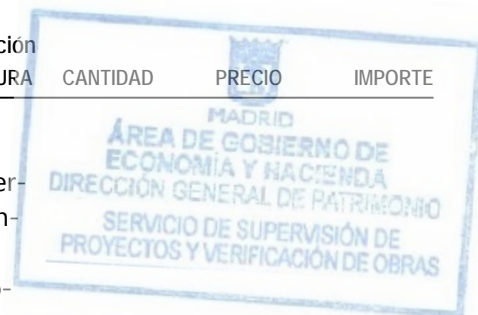 ción
URA CANTIDAD PRECIO IMPORTE
MADRID
ÁREA DE GOBIERNO DE
ECONOMÍA Y HACIENDA
er-
DIRECCIÓN GENERAL DE PATRIMONIO
n-
SERVICIO DE SUPERVISIÓN DE
PROYECTOS Y VERIFICACIÓN DE OBRAS